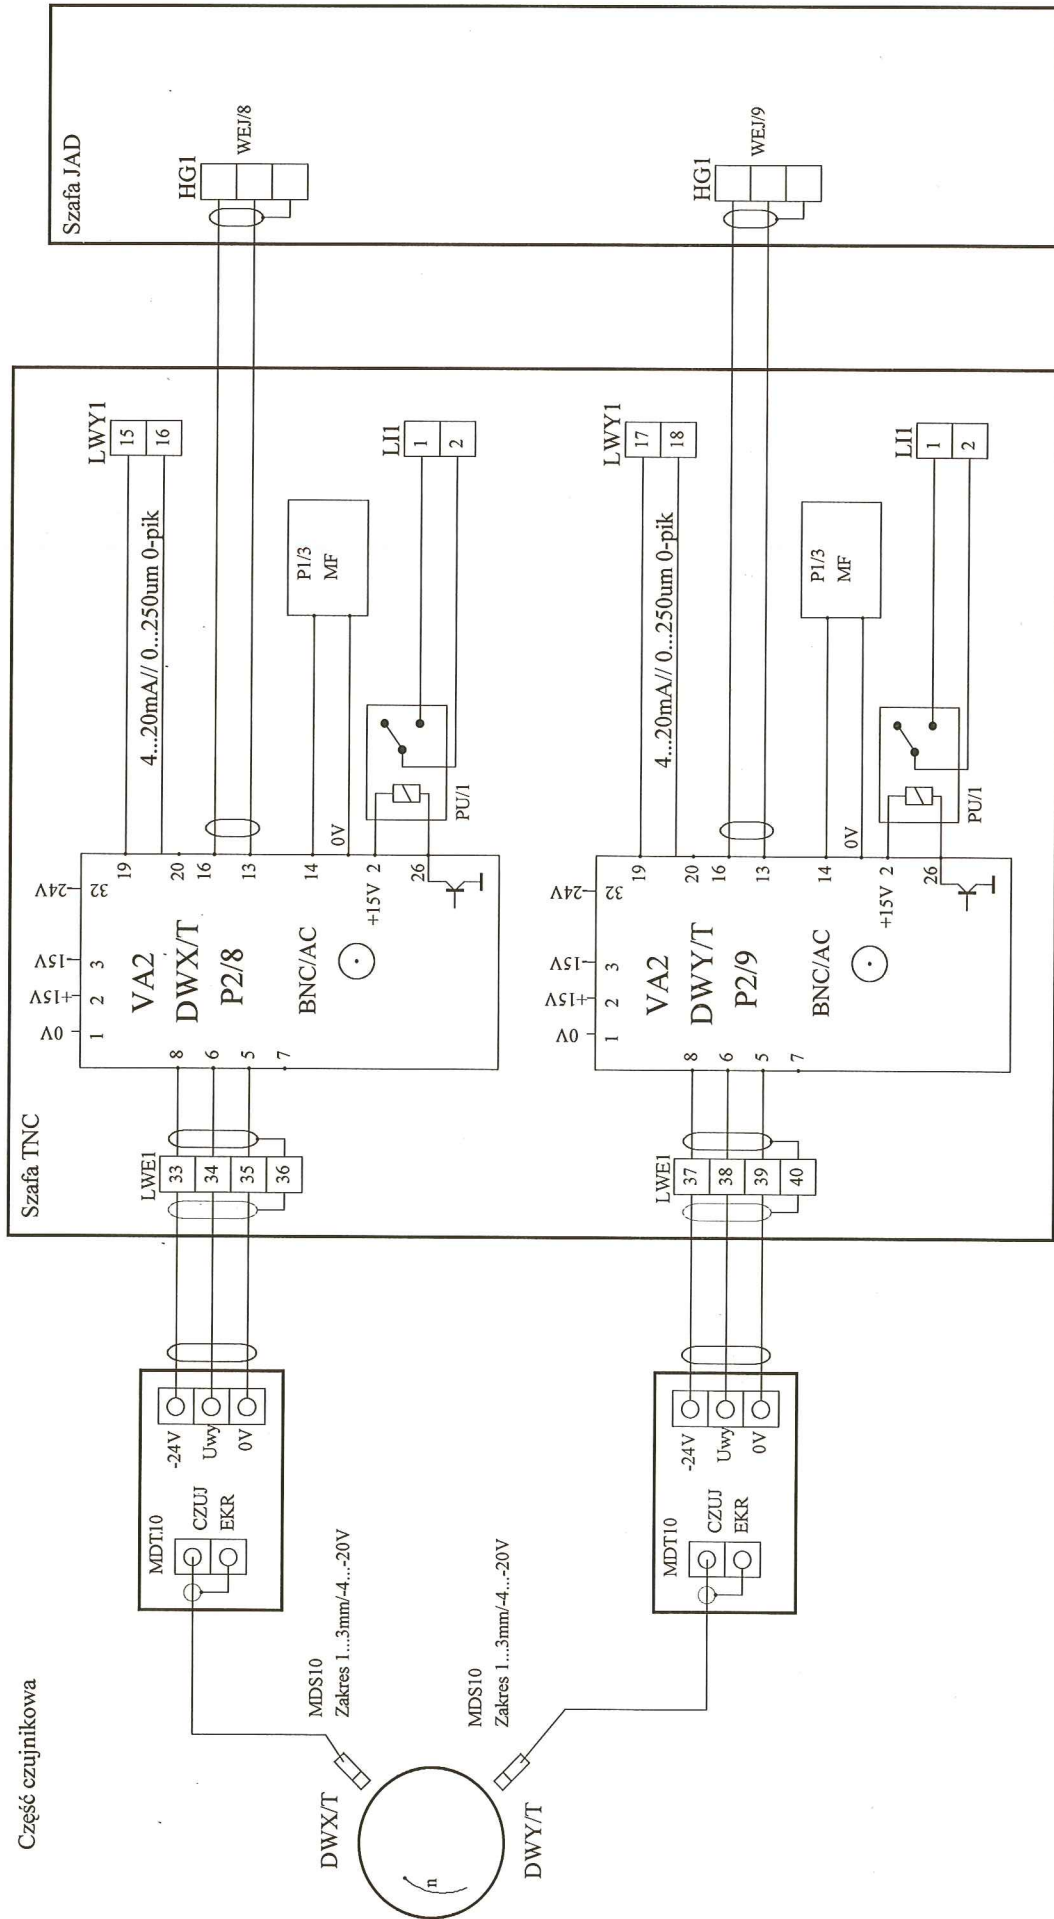 Część czujnikowa
Szafa TNC
Szafa JAD
DWX/T
n
DWY/T
MDS10
Zakres 1...3mm/-4...-20V
MDS10
Zakres 1...3mm/-4...-20V
MDT10
CZUJ
EKR
-24V
Uwy
0V
LWE1
33
34
35
36
0V
+15V
-15V
-24V
1
2
3
32
8
6
5
7
VA2
DWX/T
P2/8
BNC/AC
19
20
16
13
14
0V
+15V
2
26
4...20mA// 0...250um 0-pik
LWY1
15
16
P1/3
MF
PU/1
LI1
1
2
HG1
WEJ/8
MDT10
CZUJ
EKR
-24V
Uwy
0V
LWE1
37
38
39
40
0V
+15V
-15V
-24V
1
2
3
32
8
6
5
7
VA2
DWY/T
P2/9
BNC/AC
19
20
16
13
14
0V
+15V
2
26
4...20mA// 0...250um 0-pik
LWY1
17
18
P1/3
MF
PU/1
LI1
1
2
HG1
WEJ/9